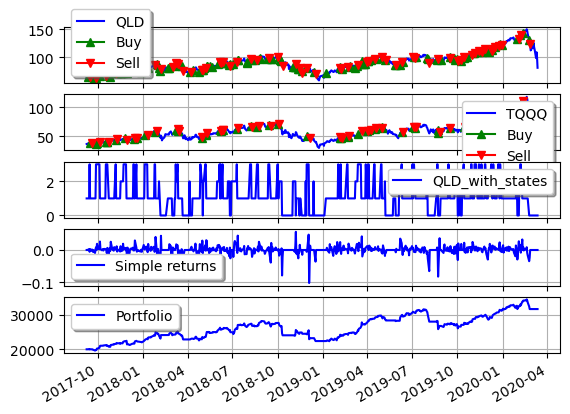 QLD
Buy
Sell
150
100
TQQQ
Buy
Sell
100
50
QLD_with_states
2
0
Simple returns
0.0
−0.1
Portfolio
30000
20000
2017-10 2018-01 2018-04 2018-07 2018-10 2019-01 2019-04 2019-07 2019-10 2020-01 2020-04